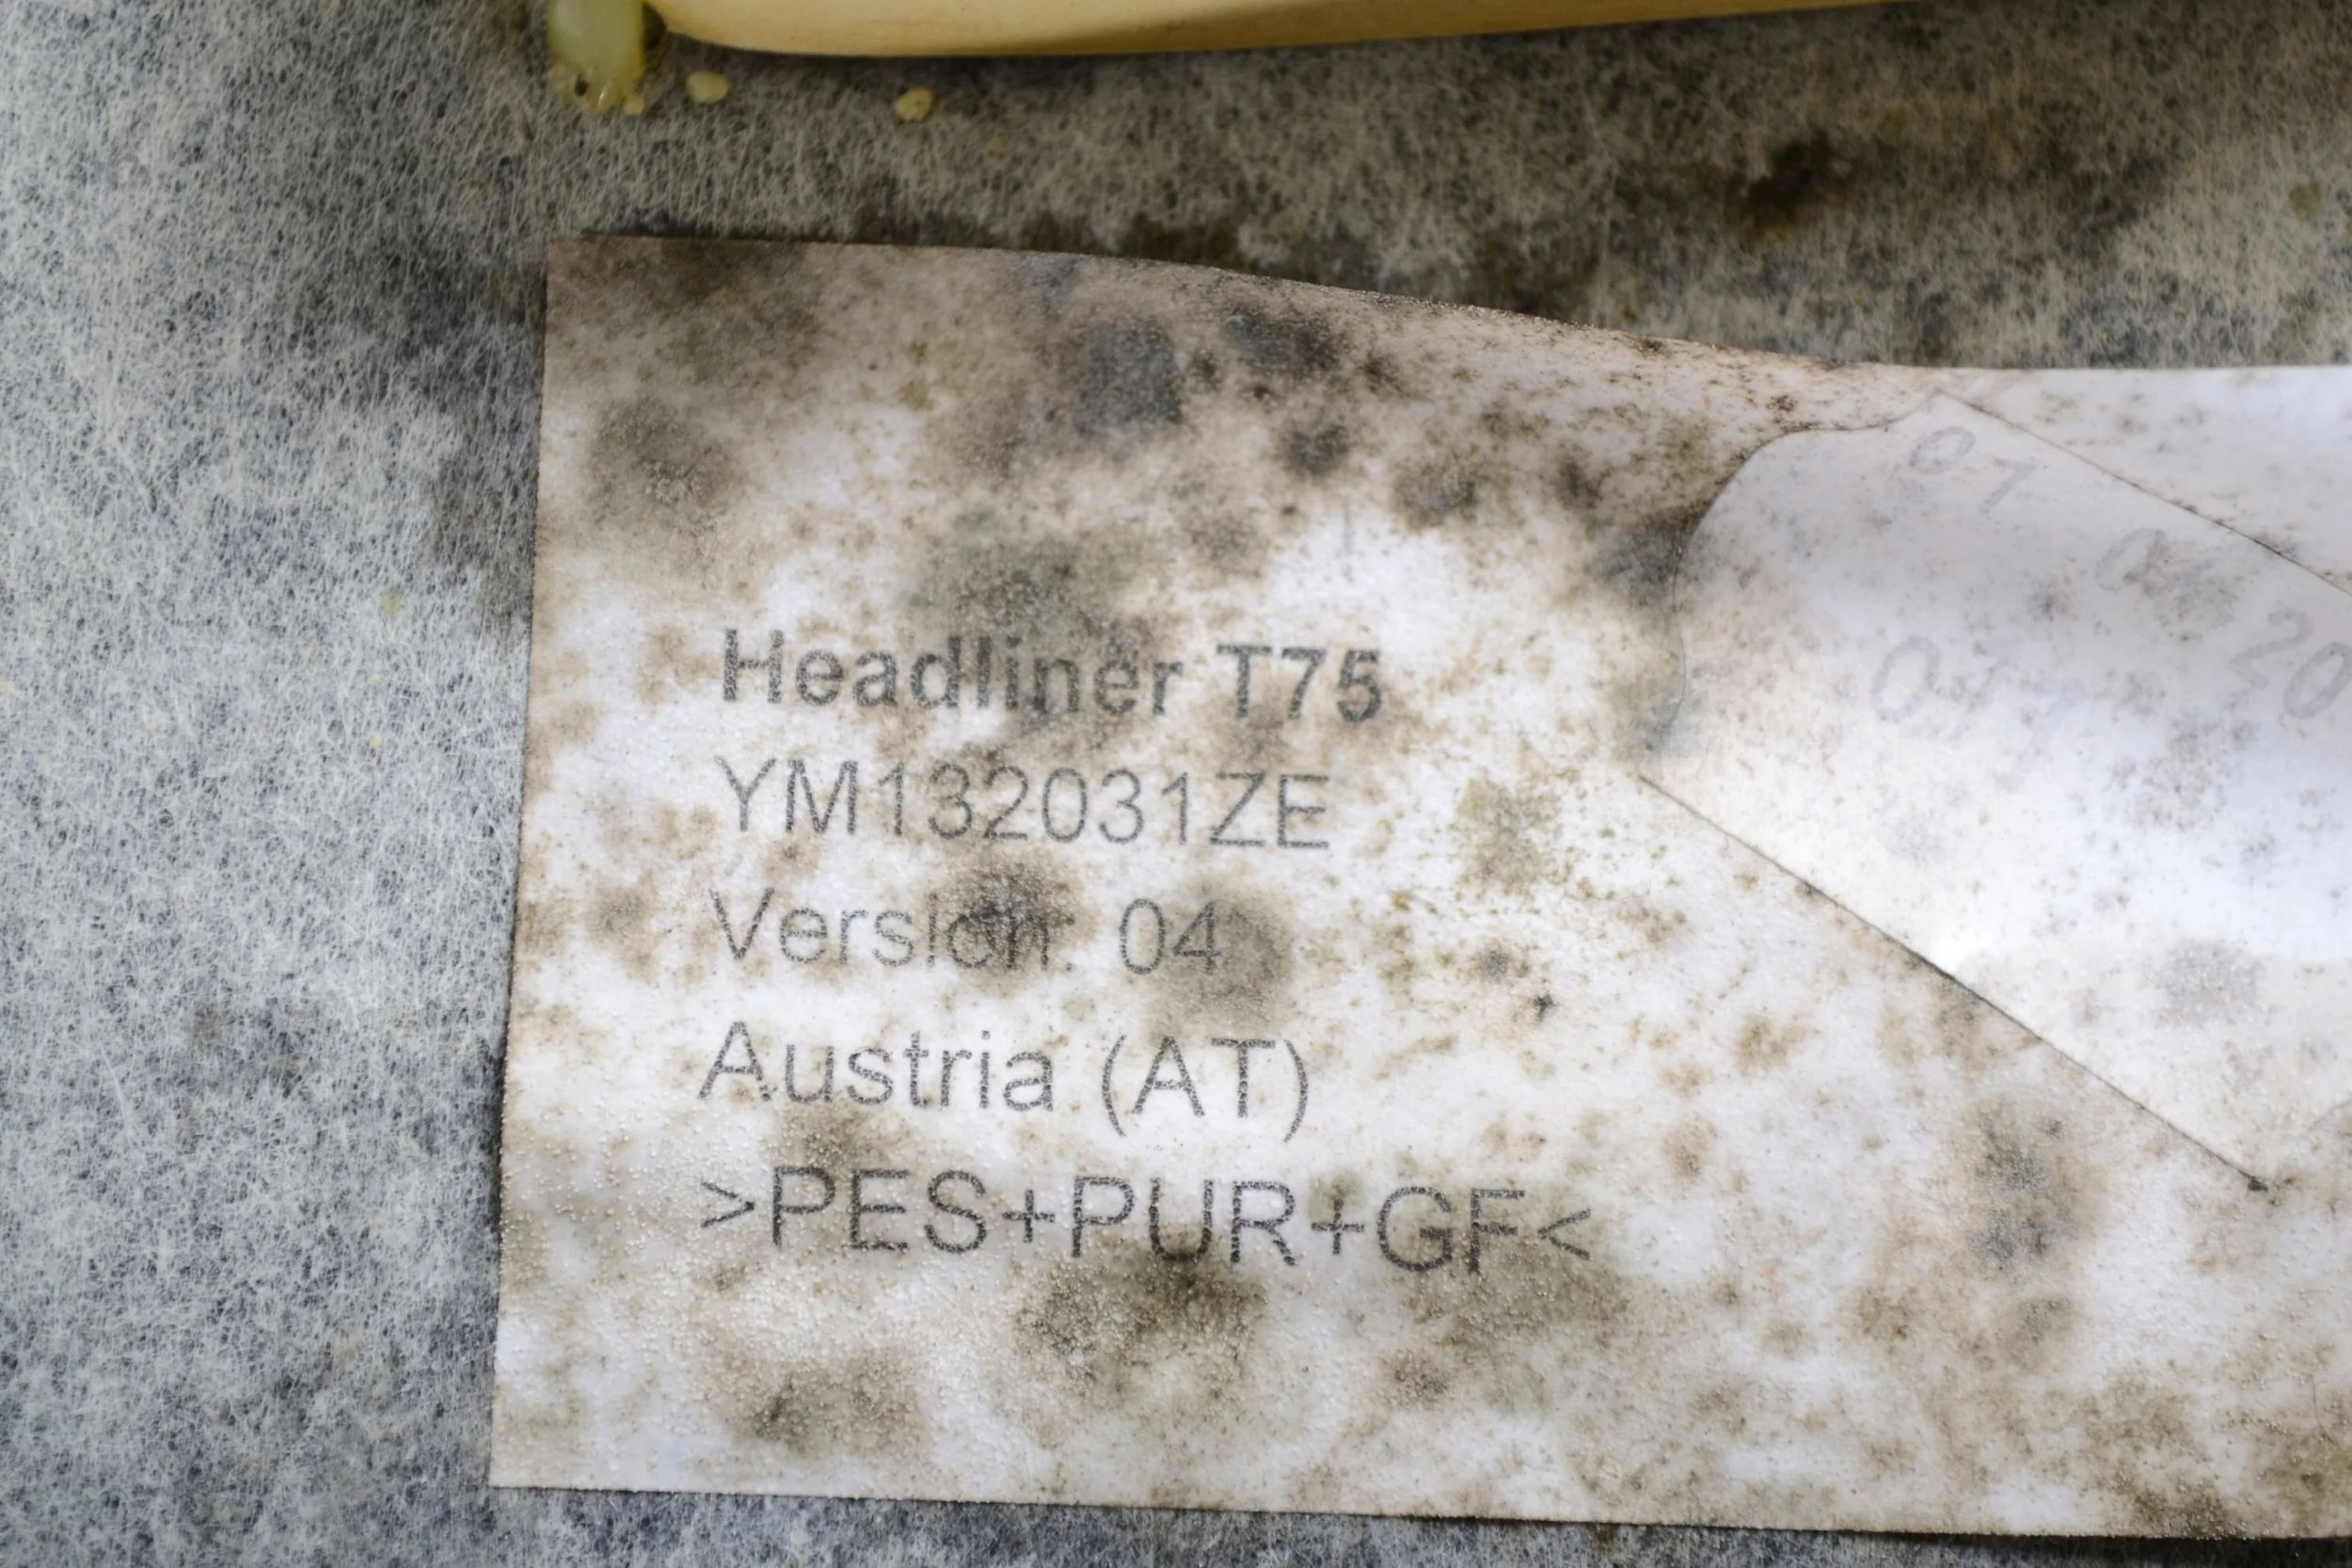 Headliner T75
YM132031ZE
Version: 04
Austria (AT)
>PES+PUR+GF<